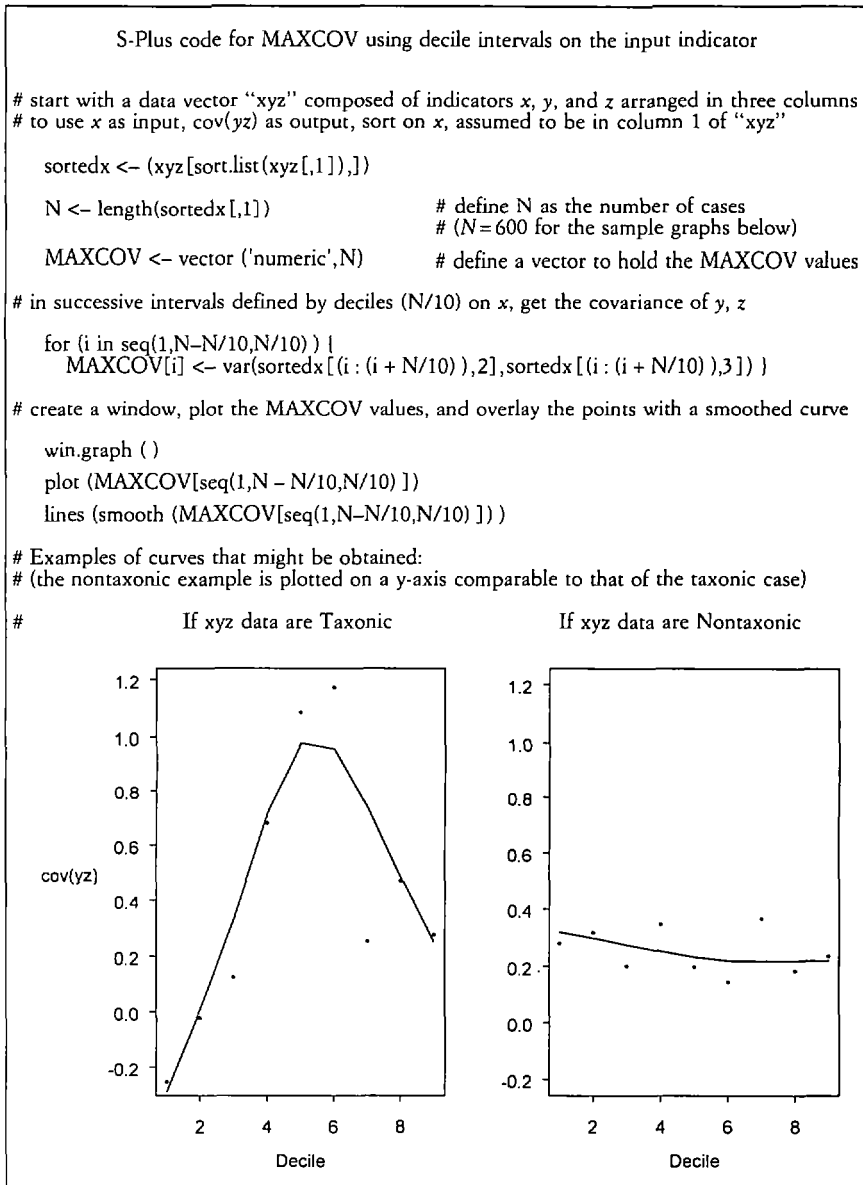 S-Plus code for MAXCOV using decile intervals on the input indicator
# start with a data vector “xyz” composed of indicators x, y, and z arranged in three columns
# to use x as input, cov(yz) as output, sort on x, assumed to be in column 1 of “xyz”
sortedx <– (xyz[sort.list(xyz[,1]),])
N <– length(sortedx[,1]) # define N as the number of cases
# (N=600 for the sample graphs below)
MAXCOV <– vector ('numeric',N) # define a vector to hold the MAXCOV values
# in successive intervals defined by deciles (N/10) on x, get the covariance of y, z
for (i in seq(1,N–N/10,N/10) ) {
MAXCOV[i] <– var(sortedx[(i : (i + N/10) ),2],sortedx[(i : (i + N/10) ),3]) }
# create a window, plot the MAXCOV values, and overlay the points with a smoothed curve
win.graph ( )
plot (MAXCOV[seq(1,N – N/10,N/10) ])
lines (smooth (MAXCOV[seq(1,N–N/10,N/10) ]) )
# Examples of curves that might be obtained:
# (the nontaxonic example is plotted on a y-axis comparable to that of the taxonic case)
# If xyz data are Taxonic If xyz data are Nontaxonic
1.2
1.0
0.8
0.6
cov(yz)
0.4
0.2
0.0
-0.2
2 4 6 8
Decile
1.2
1.0
0.8
0.6
0.4
0.2
0.0
-0.2
2 4 6 8
Decile